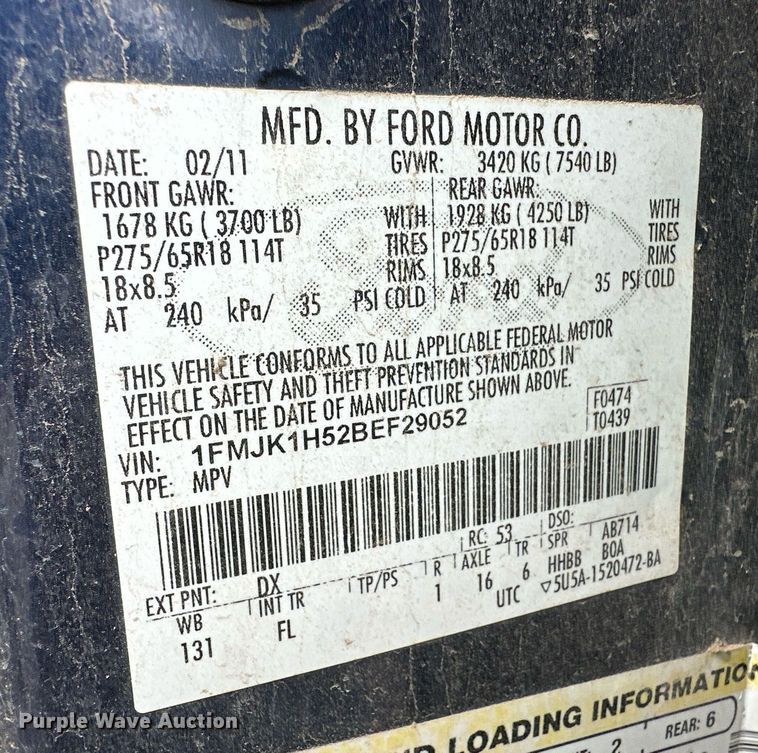 MFD. BY FORD MOTOR CO.
DATE: 02/11 GVWR: 3420 KG ( 7540 LB)
FRONT GAWR: REAR GAWR:
1678 KG ( 3700 LB) WITH 1928 KG ( 4250 LB) WITH
P275/65R18 114T TIRES P275/65R18 114T TIRES
18x8.5 RIMS 18x8.5 RIMS
AT 240 kPa/ 35 PSI COLD AT 240 kPa/ 35 PSI COLD
THIS VEHICLE CONFORMS TO ALL APPLICABLE FEDERAL MOTOR
VEHICLE SAFETY AND THEFT PREVENTION STANDARDS IN
EFFECT ON THE DATE OF MANUFACTURE SHOWN ABOVE.
F0474
VIN: 1FMJK1H52BEF29052 T0439
TYPE: MPV
EXT PNT: DX RC: 53 DSO:
WB INT TR TP/PS R AXLE TR SPR AB714
131 FL 1 16 6 HHBB BOA
UTC ▽5U5A-1520472-BA
LOADING INFORMATION
2 REAR: 6
Purple Wave Auction